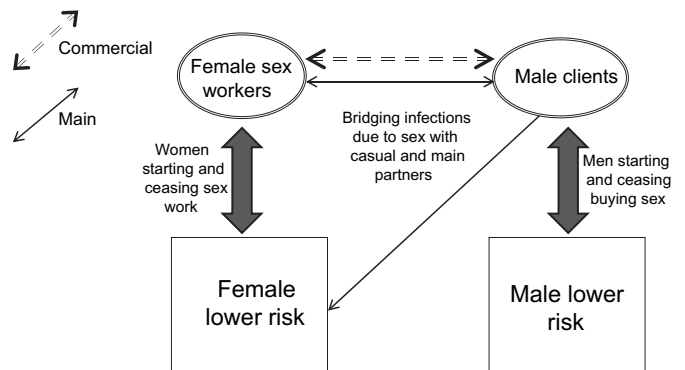 Commercial
Main
Female sex
workers
Male clients
Bridging infections
due to sex with
casual and main
partners
Women
starting and
ceasing sex
work
Men starting
and ceasing
buying sex
Female
lower risk
Male lower
risk